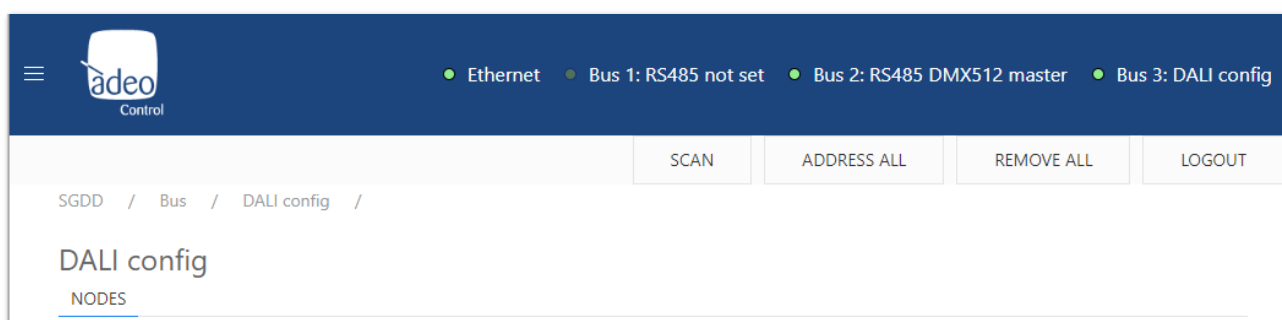 adeo
Control
Ethernet Bus 1: RS485 not set Bus 2: RS485 DMX512 master Bus 3: DALI config
SCAN ADDRESS ALL REMOVE ALL LOGOUT
SGDD / Bus / DALI config /
DALI config
NODES